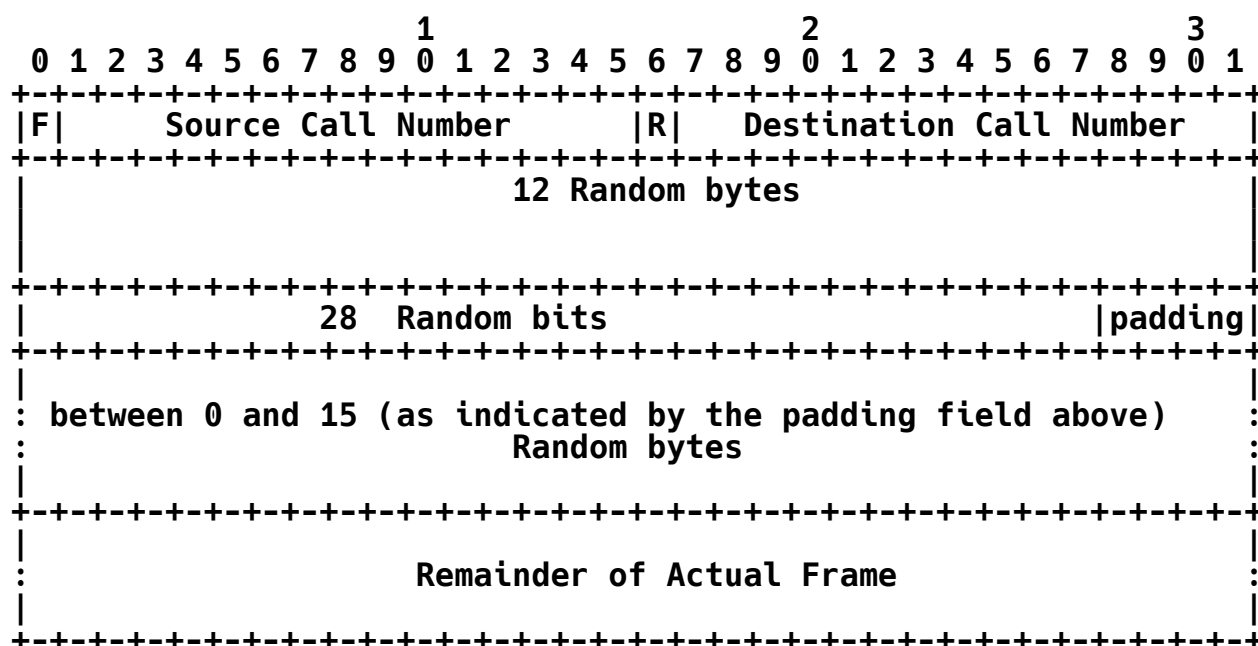 1                   2                   3
 0 1 2 3 4 5 6 7 8 9 0 1 2 3 4 5 6 7 8 9 0 1 2 3 4 5 6 7 8 9 0 1
+-+-+-+-+-+-+-+-+-+-+-+-+-+-+-+-+-+-+-+-+-+-+-+-+-+-+-+-+-+-+-+-+
|F|     Source Call Number      |R|   Destination Call Number   |
+-+-+-+-+-+-+-+-+-+-+-+-+-+-+-+-+-+-+-+-+-+-+-+-+-+-+-+-+-+-+-+-+
|                         12 Random bytes                       |
|                                                               |
|                                                               |
+-+-+-+-+-+-+-+-+-+-+-+-+-+-+-+-+-+-+-+-+-+-+-+-+-+-+-+-+-+-+-+-+
|               28  Random bits                         |padding|
+-+-+-+-+-+-+-+-+-+-+-+-+-+-+-+-+-+-+-+-+-+-+-+-+-+-+-+-+-+-+-+-+
|                                                               |
: between 0 and 15 (as indicated by the padding field above)    :
:                         Random bytes                          :
|                                                               |
+-+-+-+-+-+-+-+-+-+-+-+-+-+-+-+-+-+-+-+-+-+-+-+-+-+-+-+-+-+-+-+-+
|                                                               |
:                    Remainder of Actual Frame                  :
|                                                               |
+-+-+-+-+-+-+-+-+-+-+-+-+-+-+-+-+-+-+-+-+-+-+-+-+-+-+-+-+-+-+-+-+